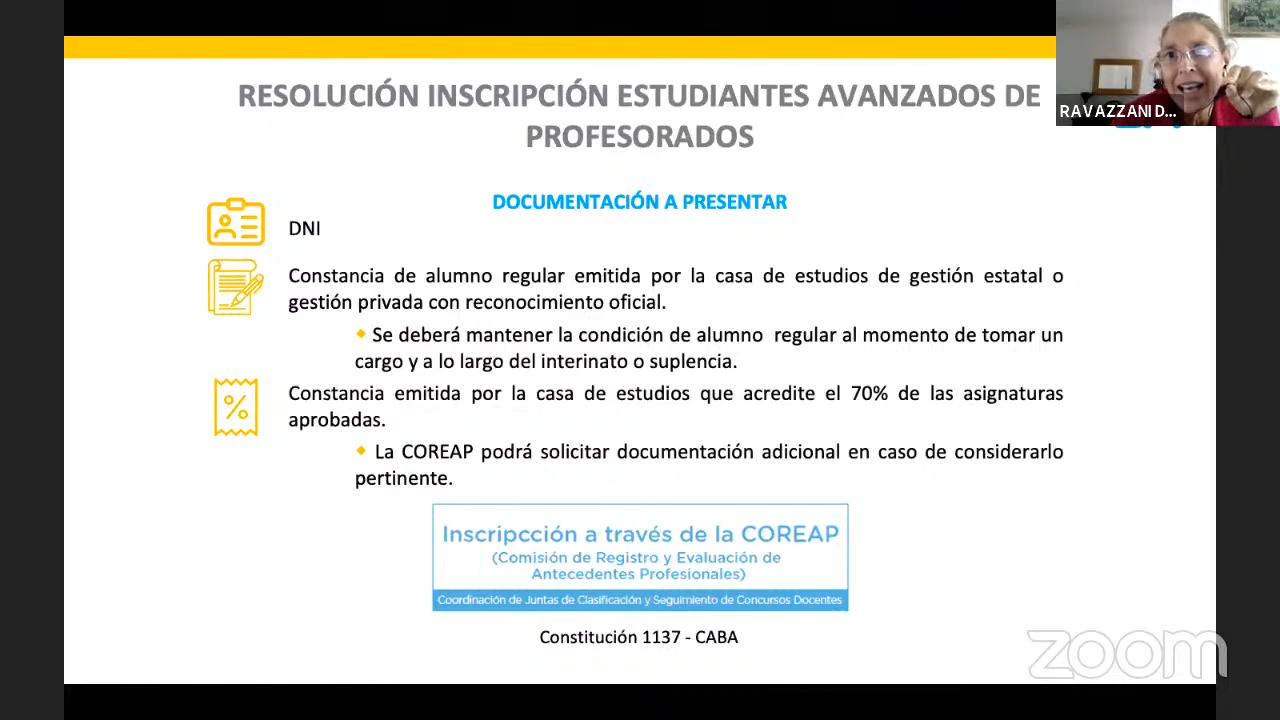 RESOLUCIÓN INSCRIPCIÓN ESTUDIANTES AVANZADOS DE
PROFESORADOS
RAVAZZANI D...
DOCUMENTACIÓN A PRESENTAR
DNI
Constancia de alumno regular emitida por la casa de estudios de gestión estatal o
gestión privada con reconocimiento oficial.
Se deberá mantener la condición de alumno regular al momento de tomar un
cargo y a lo largo del interinato o suplencia.
%
Constancia emitida por la casa de estudios que acredite el 70% de las asignaturas
aprobadas.
La COREAP podrá solicitar documentación adicional en caso de considerarlo
pertinente.
Inscripcción a través de la COREAP
(Comisión de Registro y Evaluación de
Antecedentes Profesionales)
Coordinación de Juntas de Clasificación y Seguimiento de Concursos Docentes
Constitución 1137 - CABA
zoom